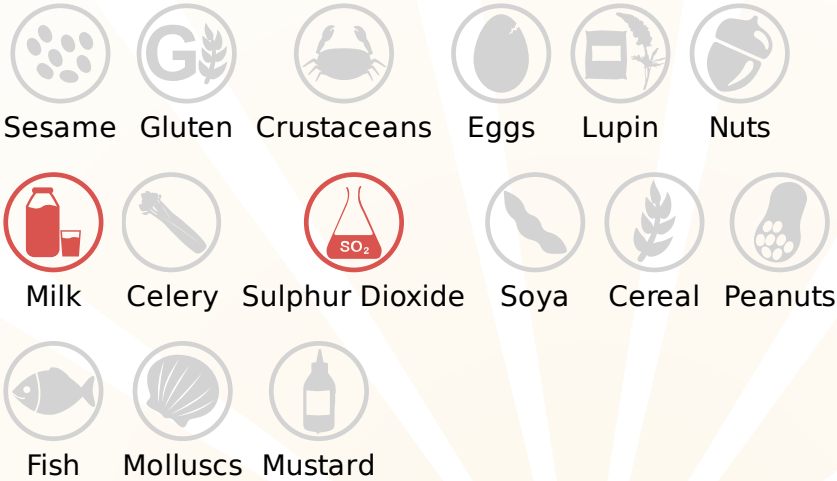 G
Sesame Gluten Crustaceans Eggs Lupin Nuts
SO₂
Milk Celery Sulphur Dioxide Soya Cereal Peanuts
Fish Molluscs Mustard